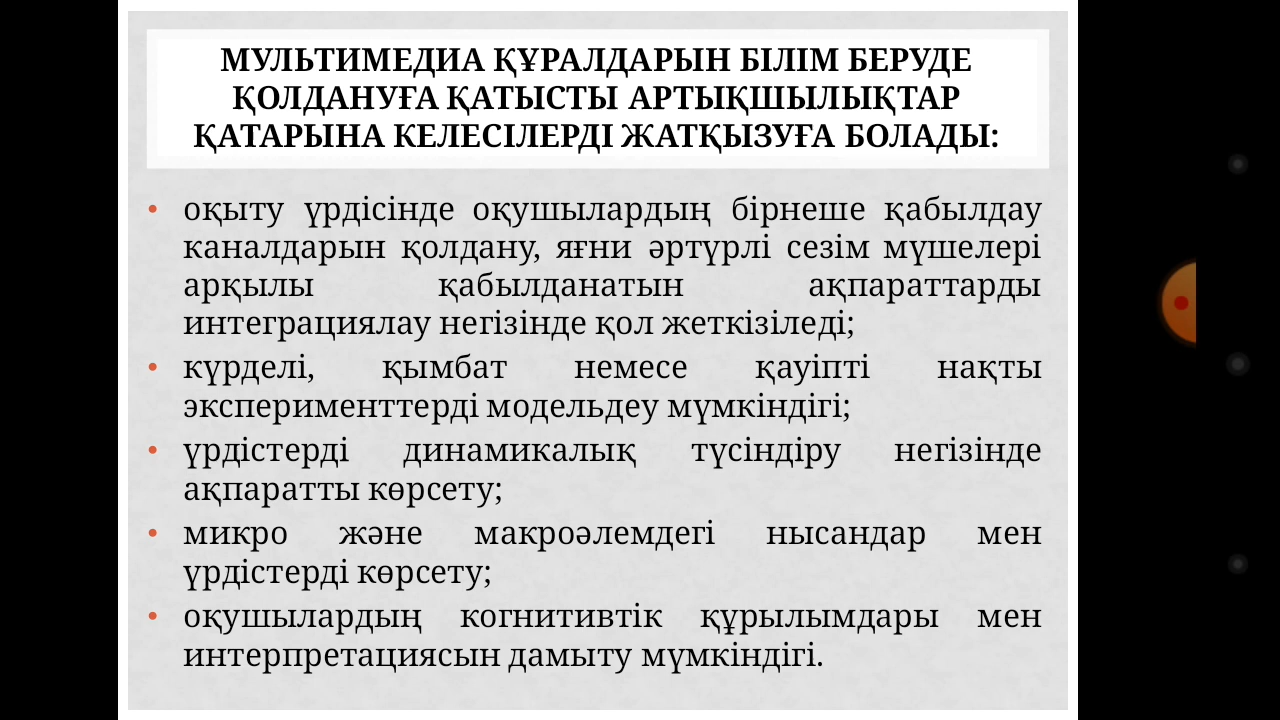 МУЛЬТИМЕДИА ҚҰРАЛДАРЫН БІЛІМ БЕРУДЕ
ҚОЛДАНУҒА ҚАТЫСТЫ АРТЫҚШЫЛЫҚТАР
ҚАТАРЫНА КЕЛЕСІЛЕРДІ ЖАТҚЫЗУҒА БОЛАДЫ:
• оқыту үрдісінде оқушылардың бірнеше қабылдау
каналдарын қолдану, яғни әртүрлі сезім мүшелері
арқылы қабылданатын ақпараттарды
интеграциялау негізінде қол жеткізіледі;
• күрделі, қымбат немесе қауіпті нақты
эксперименттерді модельдеу мүмкіндігі;
• үрдістерді динамикалық түсіндіру негізінде
ақпаратты көрсету;
• микро және макроәлемдегі нысандар мен
үрдістерді көрсету;
• оқушылардың когнитивтік құрылымдары мен
интерпретациясын дамыту мүмкіндігі.